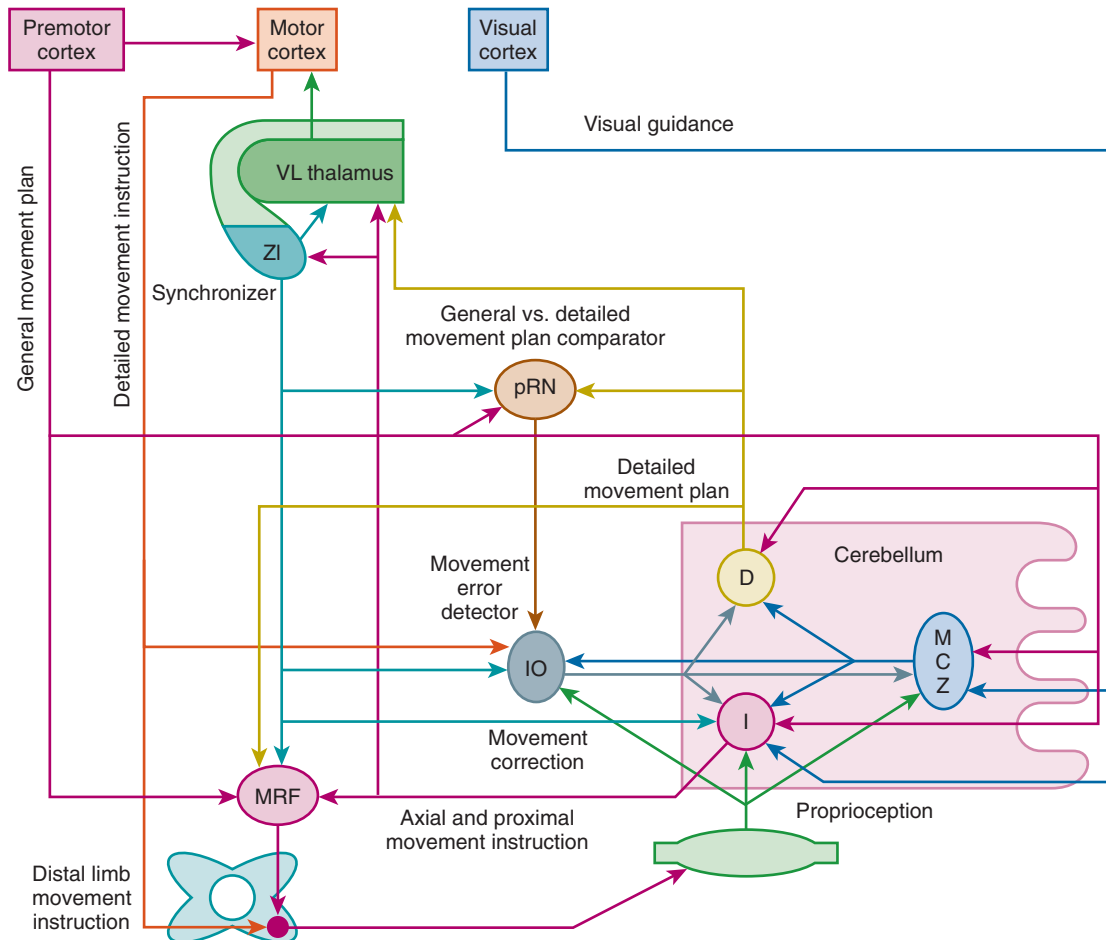 Premotor
cortex
Motor
cortex
Visual
cortex
Visual guidance
General movement plan
Detailed movement instruction
VL thalamus
ZI
Synchronizer
General vs. detailed
movement plan comparator
pRN
Detailed
movement plan
Cerebellum
D
Movement
error
detector
IO
M
C
Z
I
Movement
correction
MRF
Axial and proximal
movement instruction
Proprioception
Distal limb
movement
instruction